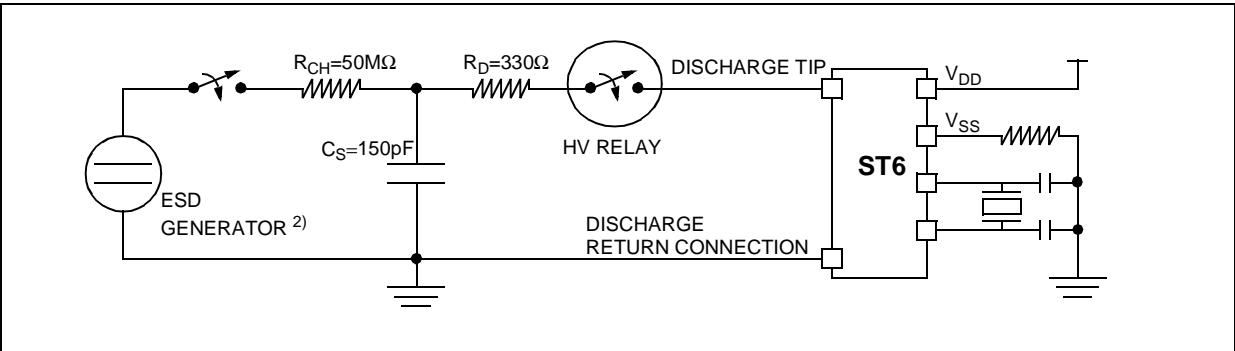 R_CH=50MΩ
R_D=330Ω
DISCHARGE TIP
V_DD
V_SS
C_S=150pF
HV RELAY
ST6
ESD
GENERATOR 2)
DISCHARGE
RETURN CONNECTION